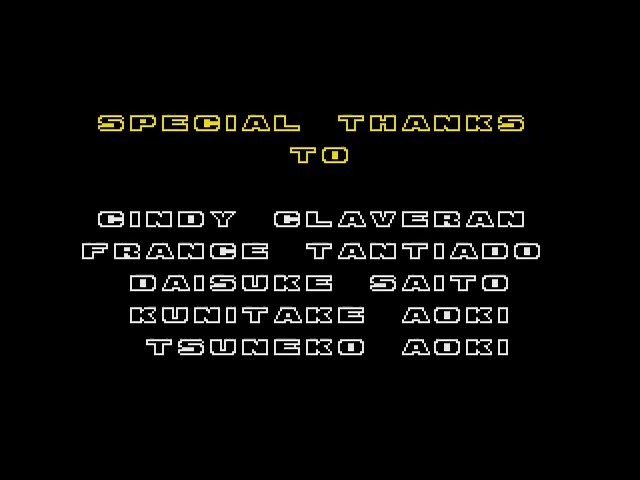 SPECIAL THANKS
TO
CINDY CLAVERAN
FRANCE TANTIADO
DAISUKE SAITO
KUNITAKE AOKI
TSUNEKO AOKI